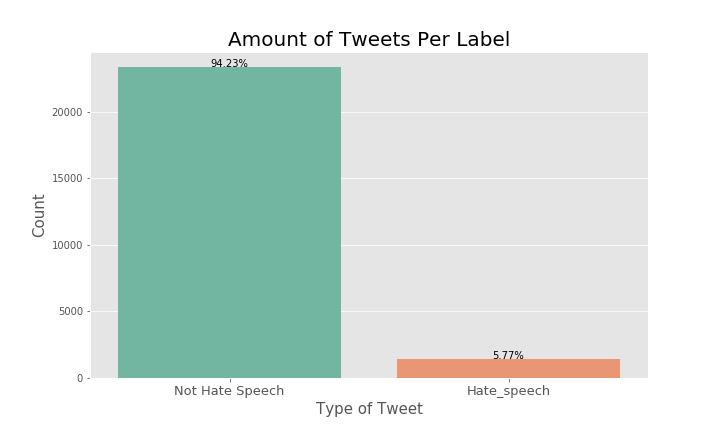 Amount of Tweets Per Label
94.23%
20000
15000
10000
5000
0
Count
5.77%
Not Hate Speech
Hate_speech
Type of Tweet